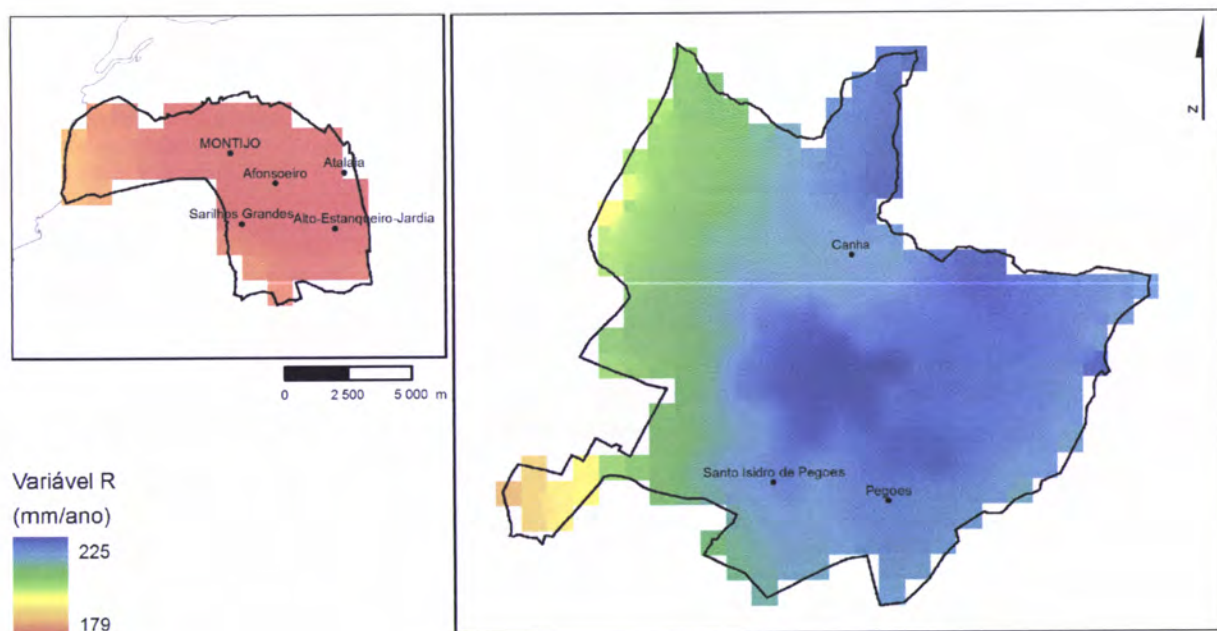 MONTIJO
Atalaia
Afonsoeiro
Sarilhos Grandes
Alto-Estanqueiro-Jardia
0 2 500 5 000 m
Variável R
(mm/ano)
225
179
N
Canha
Santo Isidro de Pegoes
Pegoes